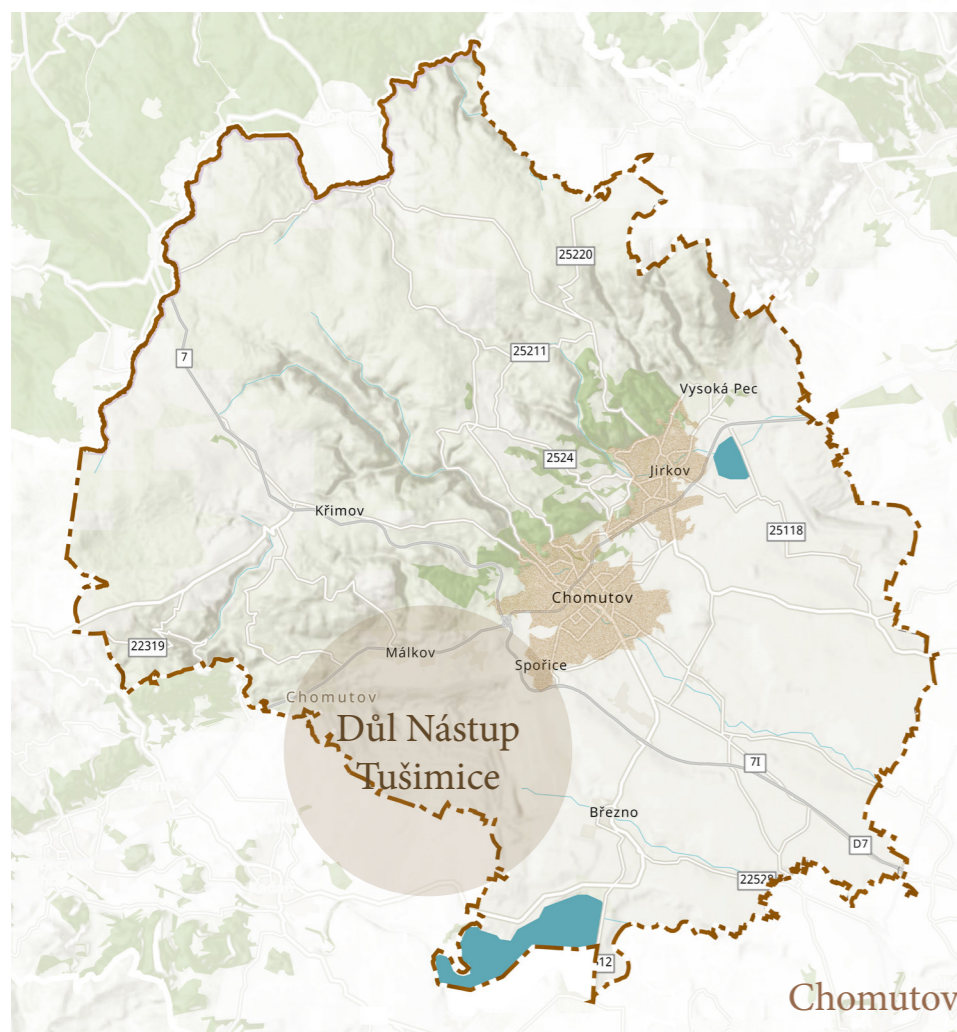 25220
25211
7
Vysoká Pec
2524
Jirkov
Křimov
25118
Chomutov
22319
Málkov
Spořice
Chomutov
Důl Nástup
Tušimice
7I
Březno
D7
22528
12
Chomutov